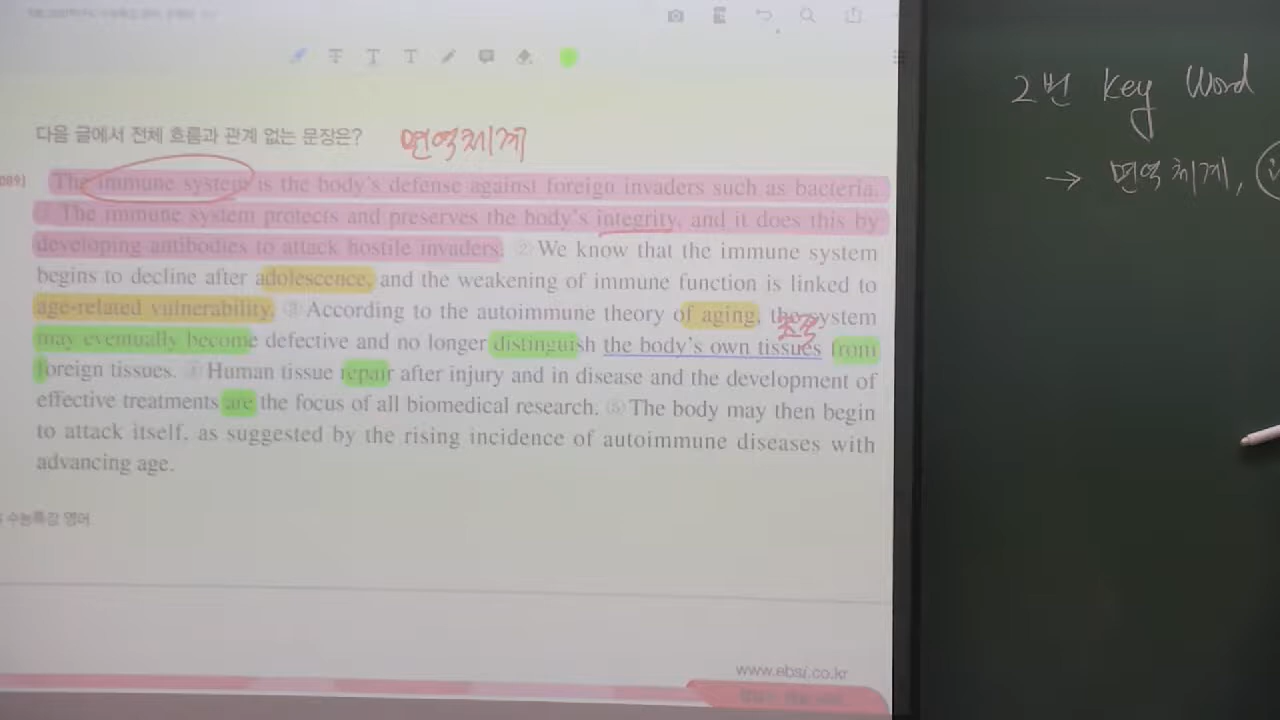 다음 글에서 전체 흐름과 관계 없는 문장은? 면역체계
089]
The immune system is the body's defense against foreign invaders such as bacteria.
① The immune system protects and preserves the body's integrity, and it does this by
developing antibodies to attack hostile invaders. ② We know that the immune system
begins to decline after adolescence, and the weakening of immune function is linked to
age-related vulnerability. ③ According to the autoimmune theory of aging, the system
조직
may eventually become defective and no longer distinguish the body's own tissues from
foreign tissues. ④ Human tissue repair after injury and in disease and the development of
effective treatments are the focus of all biomedical research. ⑤ The body may then begin
to attack itself, as suggested by the rising incidence of autoimmune diseases with
advancing age.
수능특강 영어
www.ebsi.co.kr
2번 Key Word
→ 면역체계,